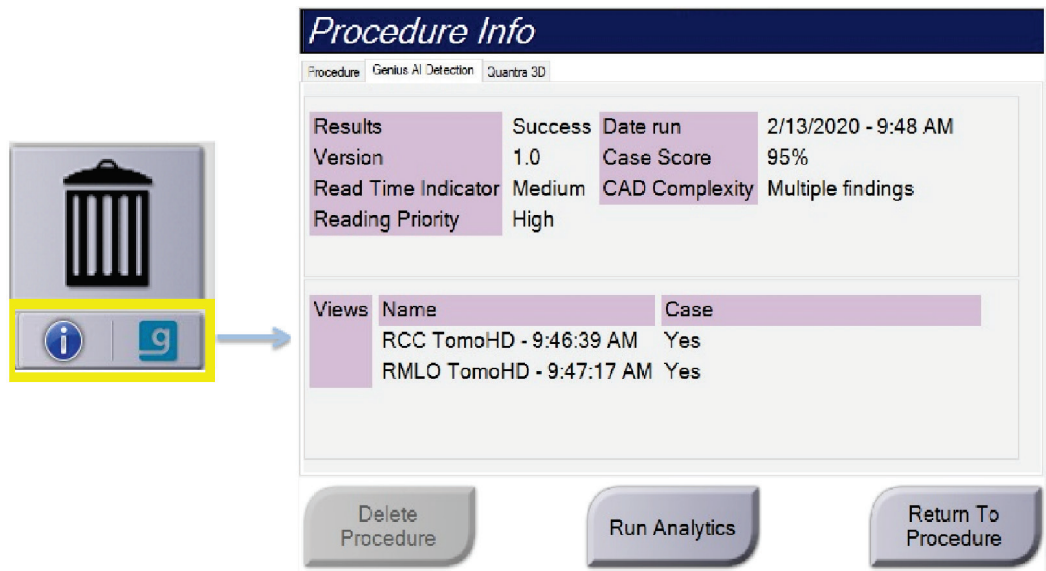 Procedure Info
Procedure Genius AI Detection Quantra 3D
Results Success Date run 2/13/2020 - 9:48 AM
Version 1.0 Case Score 95%
Read Time Indicator Medium CAD Complexity Multiple findings
Reading Priority High
Views Name Case
RCC TomoHD - 9:46:39 AM Yes
RMLO TomoHD - 9:47:17 AM Yes
i g
Delete
Procedure
Run Analytics
Return To
Procedure